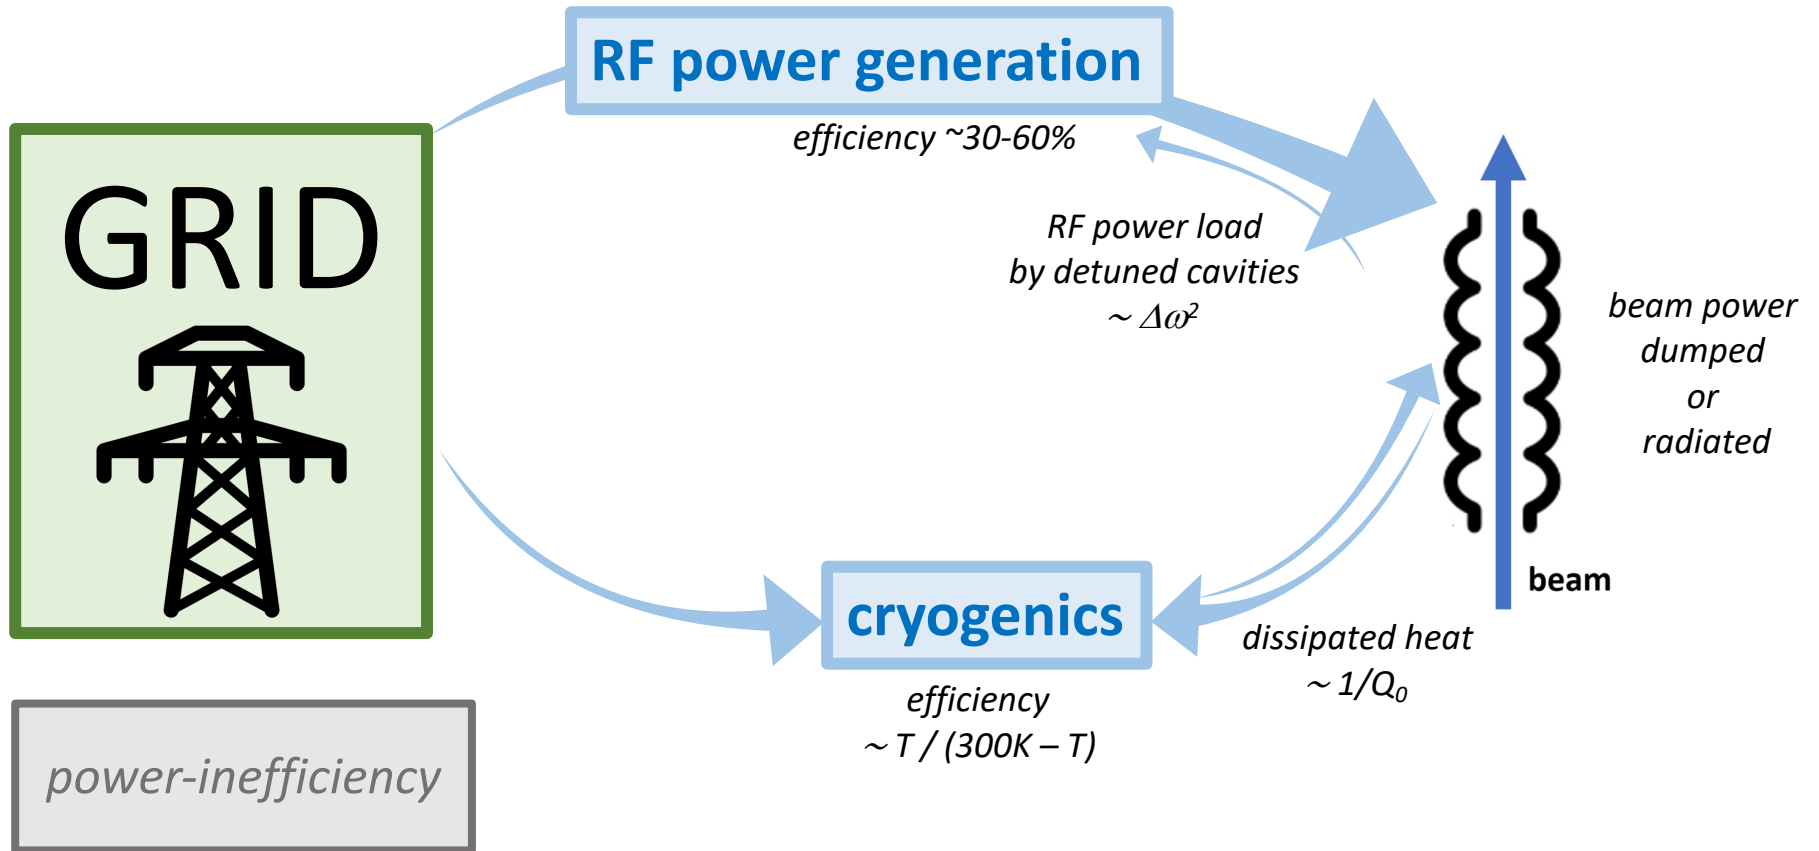 RF power generation
efficiency ~30-60%
GRID
RF power load
by detuned cavities
~ Δω²
beam power
dumped
or
radiated
beam
cryogenics
dissipated heat
~ 1/Q₀
efficiency
~ T / (300K – T)
power-inefficiency